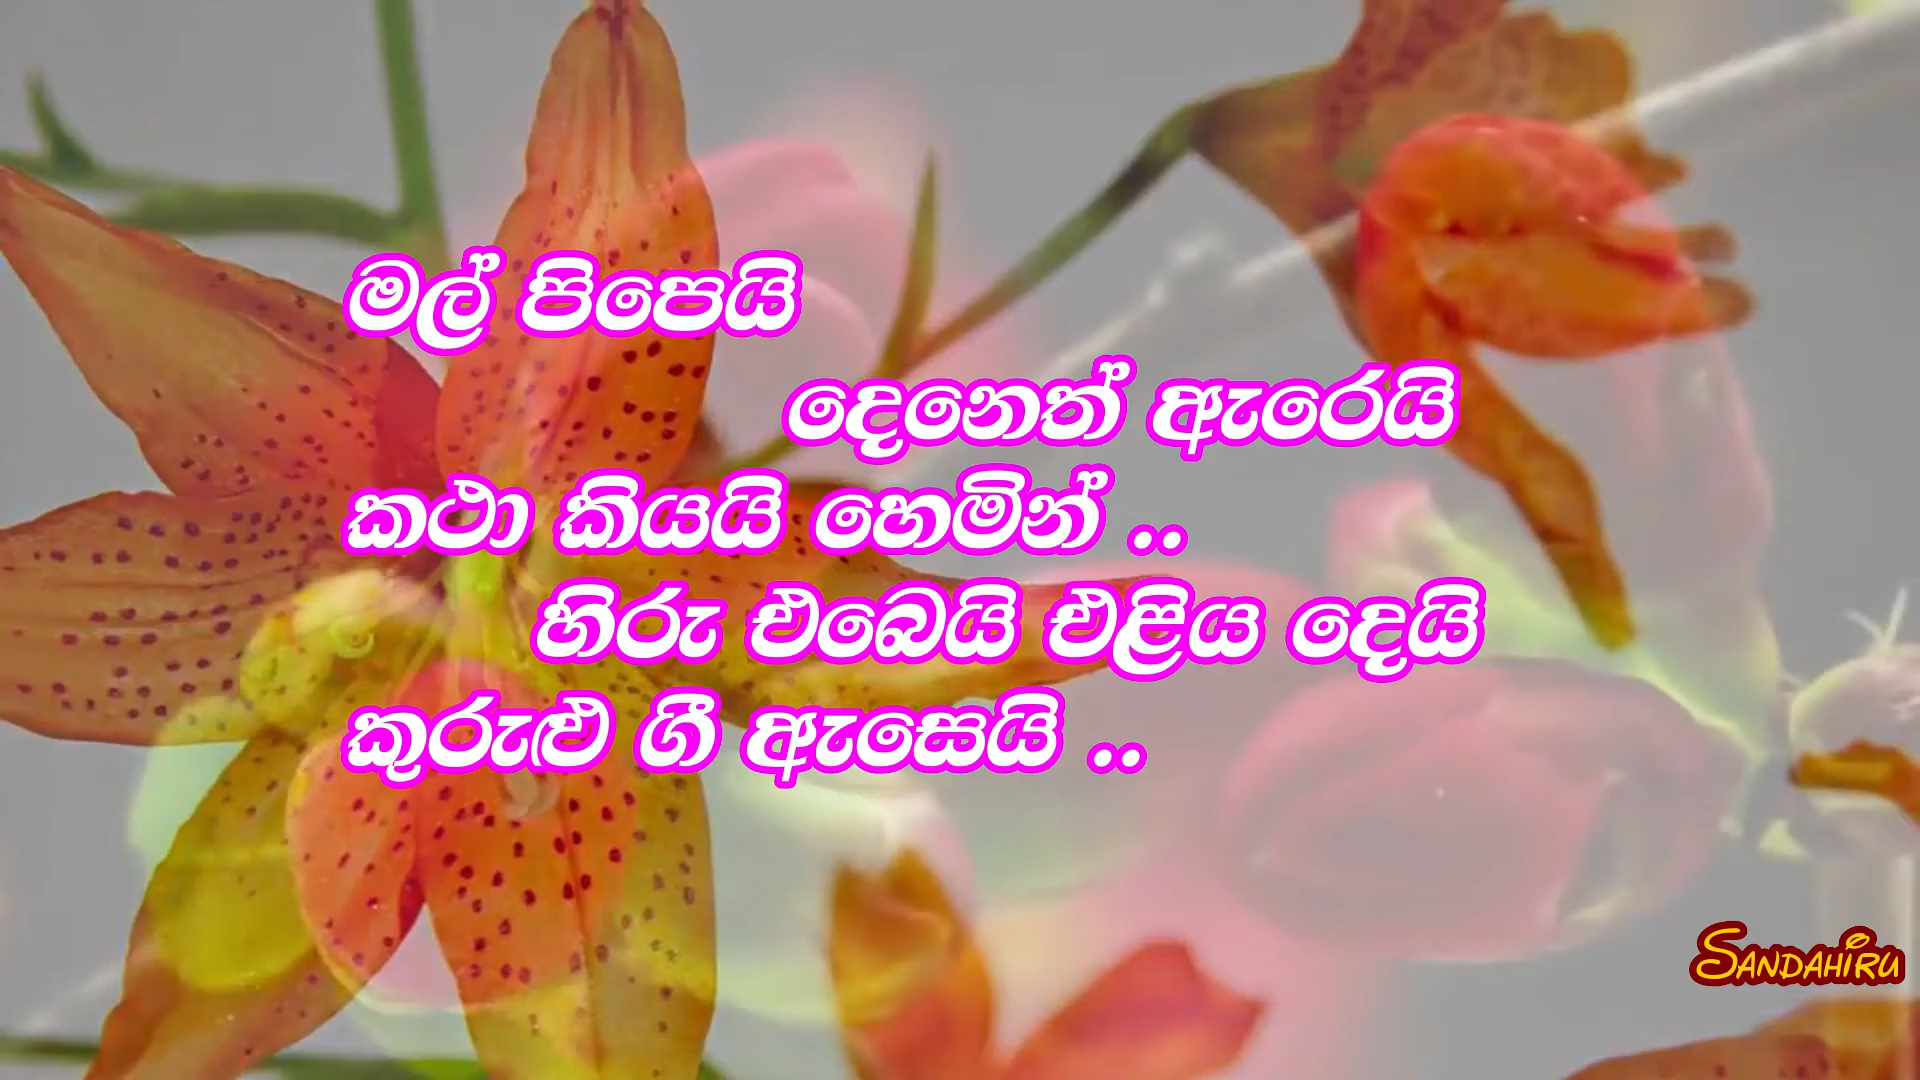 මල් පිපෙයි
දෙනෙත් ඇරෙයි
කථා කියයි හෙමින් ..
හිරු එබෙයි එළිය දෙයි
කුරුළු ගී ඇසෙයි ..
SANDAHIRU